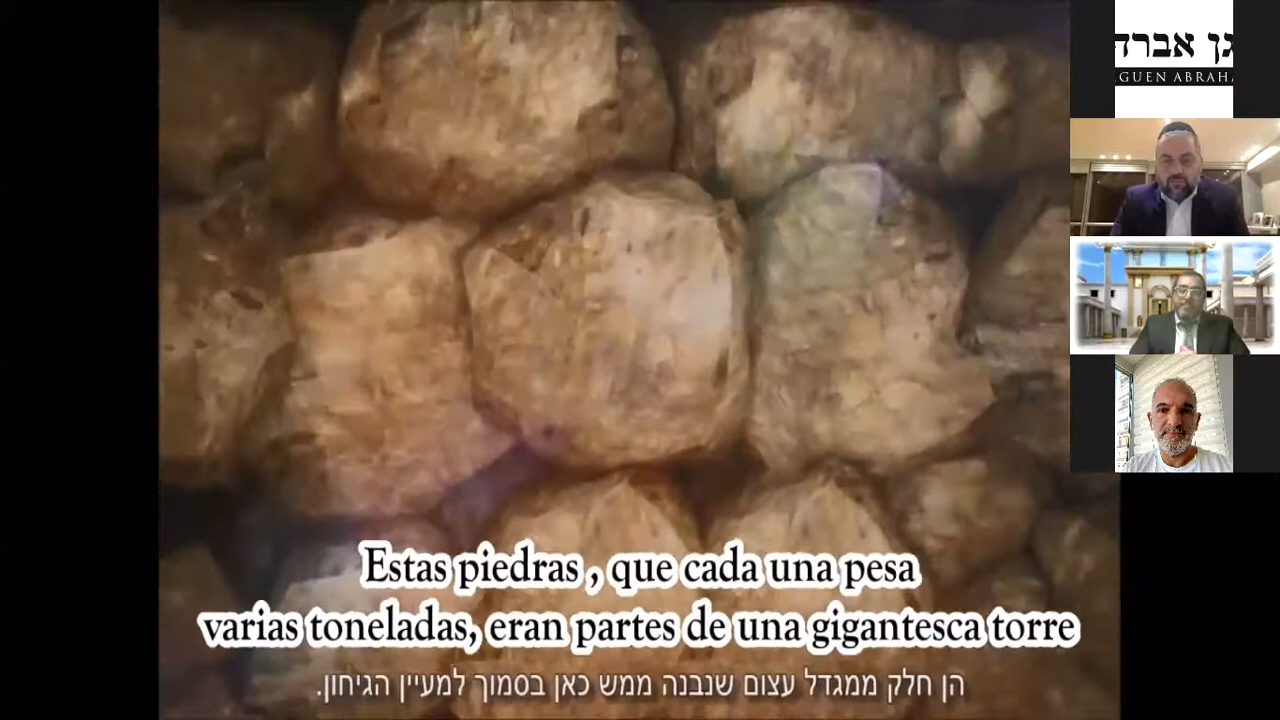 גן אברה
AGUEN ABRAHA
Estas piedras , que cada una pesa
varias toneladas, eran partes de una gigantesca torre
הן חלק ממגדל עצום שנבנה ממש כאן בסמוך למעיין הגיחון.